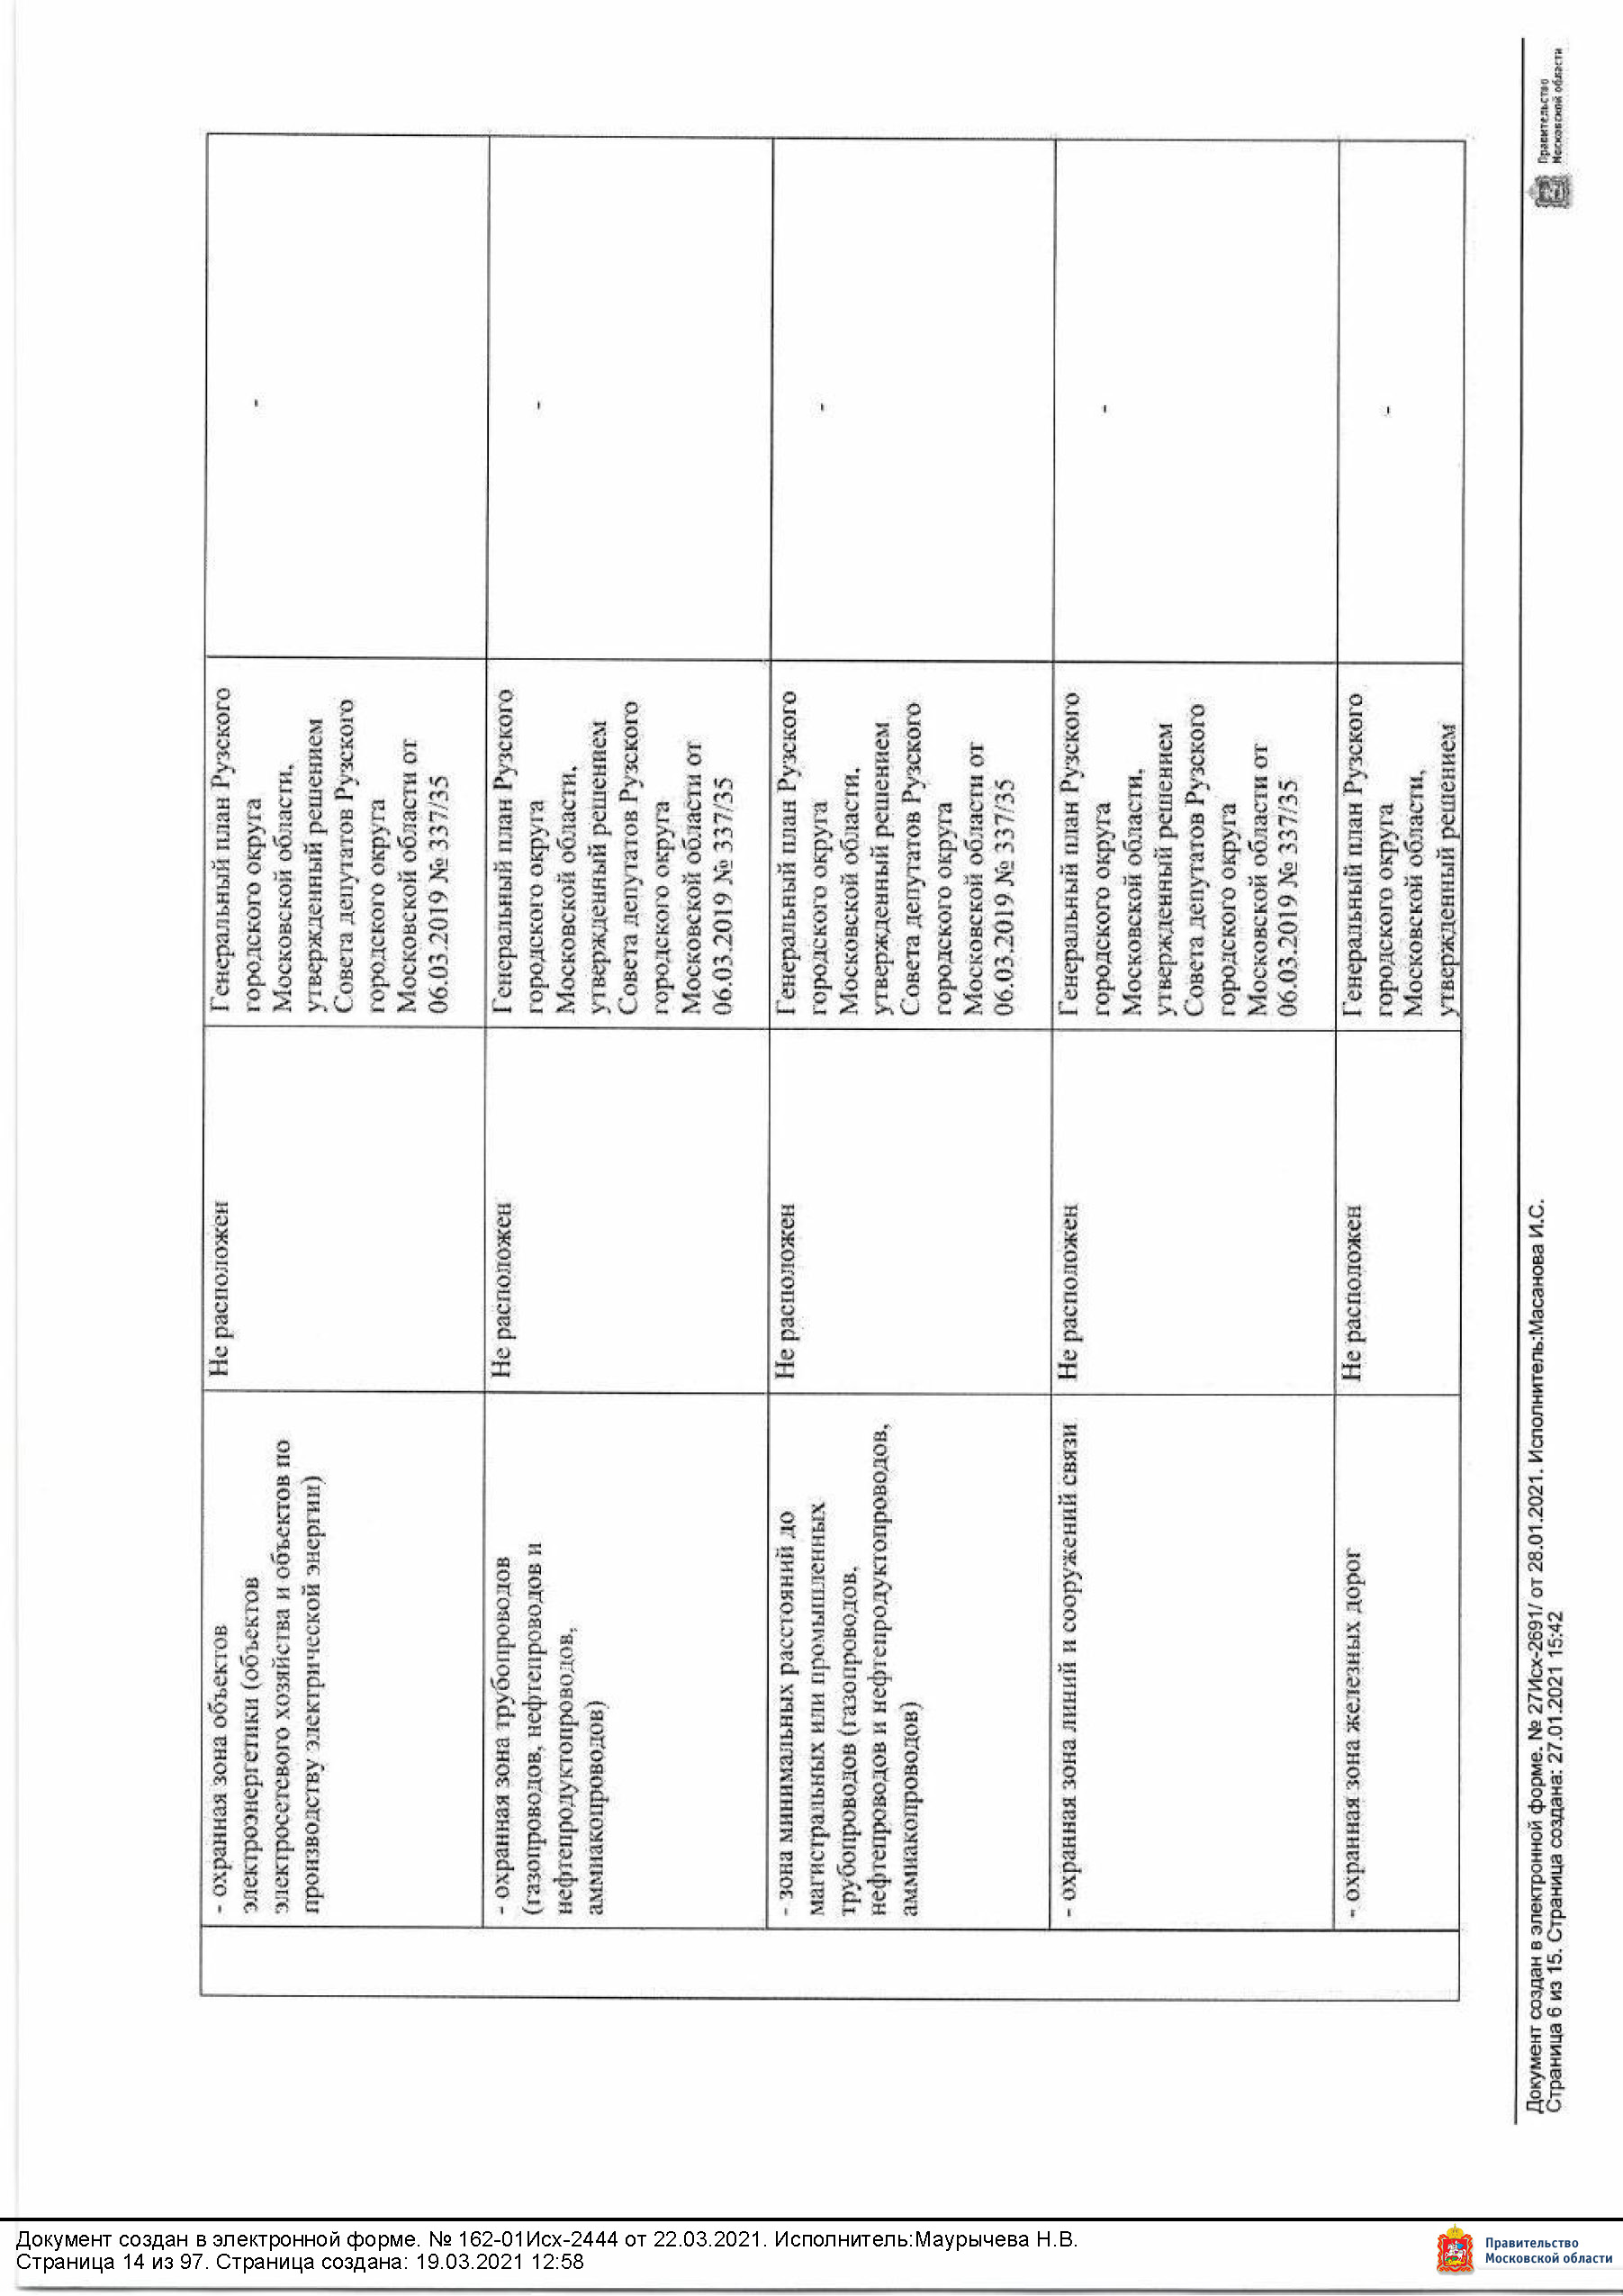 - охранная зона объектов
электроэнергетики (объектов
электросетевого хозяйства и объектов по
производству электрической энергии)
Не расположен
Генеральный план Рузского
городского округа
Московской области,
утвержденный решением
Совета депутатов Рузского
городского округа
Московской области от
06.03.2019 № 337/35
-
- охранная зона трубопроводов
(газопроводов, нефтепроводов и
нефтепродуктопроводов,
аммиакопроводов)
Не расположен
Генеральный план Рузского
городского округа
Московской области,
утвержденный решением
Совета депутатов Рузского
городского округа
Московской области от
06.03.2019 № 337/35
-
- зона минимальных расстояний до
магистральных или промышленных
трубопроводов (газопроводов,
нефтепроводов и нефтепродуктопроводов,
аммиакопроводов)
Не расположен
Генеральный план Рузского
городского округа
Московской области,
утвержденный решением
Совета депутатов Рузского
городского округа
Московской области от
06.03.2019 № 337/35
-
- охранная зона линий и сооружений связи
Не расположен
Генеральный план Рузского
городского округа
Московской области,
утвержденный решением
Совета депутатов Рузского
городского округа
Московской области от
06.03.2019 № 337/35
-
- охранная зона железных дорог
Не расположен
Генеральный план Рузского
городского округа
Московской области,
утвержденный решением
-
Документ создан в электронной форме. № 27Исх-2691/ от 28.01.2021. Исполнитель:Масанова И.С.
Страница 6 из 15. Страница создана: 27.01.2021 15:42
Правительство
Московской области
Документ создан в электронной форме. № 162-01Исх-2444 от 22.03.2021. Исполнитель:Маурычева Н.В.
Страница 14 из 97. Страница создана: 19.03.2021 12:58
Правительство
Московской области